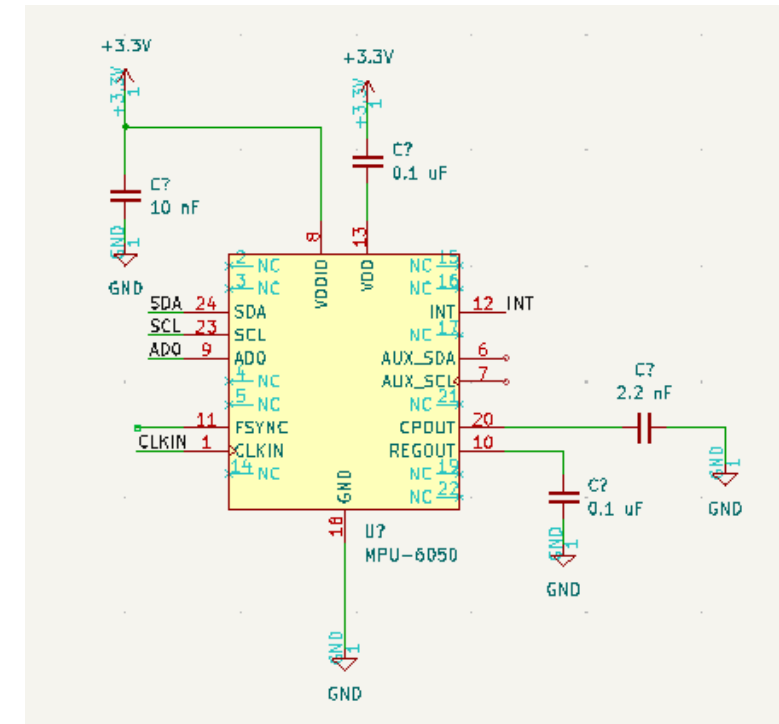 +3.3V
+3.3V
+3.3V
1
+3.3V
1
C?
0.1 uF
C?
10 nF
GND
1
GND
8
13
VDDIO
VDD
2 NC
3 NC
NC 15
NC 16
SDA 24 SDA
SCL 23 SCL
AD0 9 AD0
INT 12 INT
NC 17
AUX_SDA 6
AUX_SCL 7
4 NC
5 NC
NC 21
11 FSYNC
CLKIN 1 CLKIN
14 NC
CPOUT 20
REGOUT 10
NC 19
NC 22
C?
2.2 nF
GND
1
GND
C?
0.1 uF
GND
1
GND
GND
18
U?
MPU-6050
GND
1
GND